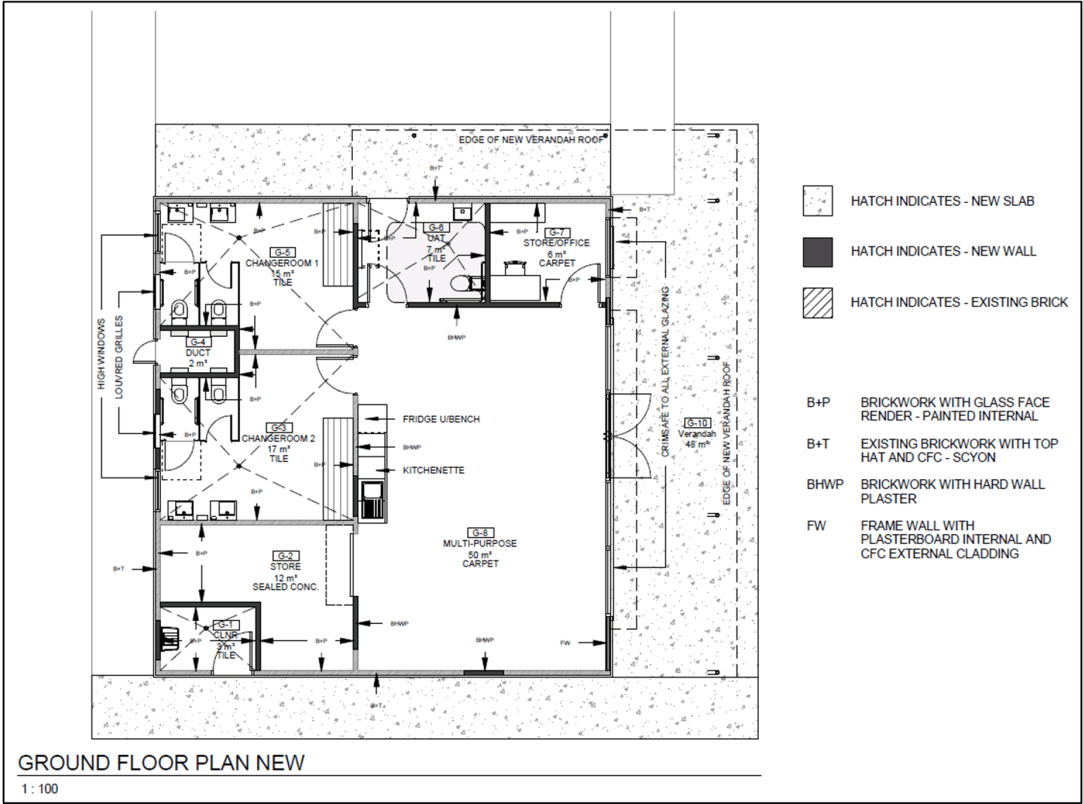 EDGE OF NEW VERANDAH ROOF
B+T
B+T
B+P
B+P
G-5
CHANGEROOM 1
15 m²
TILE
B+P
G-6
UAT
7 m²
TILE
B+P
B+P
G-7
STORE/OFFICE
6 m²
CARPET
B+P
B+P
HIGH WINDOWS
LOUVRED GRILLES
G-4
DUCT
2 m²
BHWP
CRIMSAFE TO ALL EXTERNAL GLAZING
EDGE OF NEW VERANDAH ROOF
G-10
Verandah
48 m²
B+P
B+P
G-3
CHANGEROOM 2
17 m²
TILE
B+P
B+P
FRIDGE U/BENCH
BHWP
KITCHENETTE
G-8
MULTI-PURPOSE
50 m²
CARPET
B+P
B+T
G-2
STORE
12 m²
SEALED CONC.
G-1
CLNR
3 m²
TILE
B+P
B+P
BHWP
BHWP
FW
B+T
HATCH INDICATES - NEW SLAB
HATCH INDICATES - NEW WALL
HATCH INDICATES - EXISTING BRICK
B+P BRICKWORK WITH GLASS FACE
RENDER - PAINTED INTERNAL
B+T EXISTING BRICKWORK WITH TOP
HAT AND CFC - SCYON
BHWP BRICKWORK WITH HARD WALL
PLASTER
FW FRAME WALL WITH
PLASTERBOARD INTERNAL AND
CFC EXTERNAL CLADDING
GROUND FLOOR PLAN NEW
1 : 100